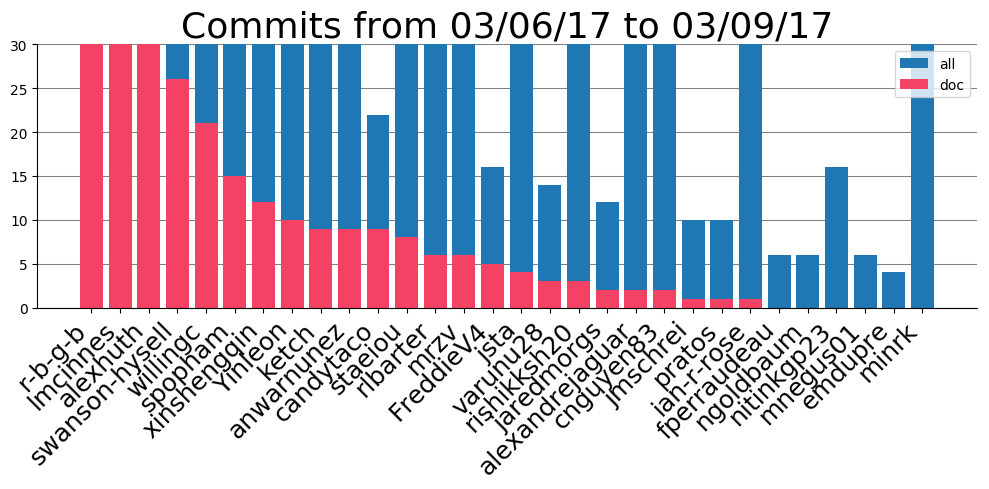 Commits from 03/06/17 to 03/09/17
30
25
20
15
10
5
0
all
doc
r-b-g-b
lmcinnes
alexhuth
swanson-hysell
willingc
spopham
xinshengqin
Yinleon
ketch
anwarnunez
candytaco
staeiou
rlbarter
mrzv
FreddieV4
jsta
varunlu28
rishikksh20
jaredmorgs
alexandrejaguar
cnguyen83
jmschrei
pratos
ian-r-rose
fperraudeau
ngoldbaum
nitinkgp23
mnegus01
emdupre
minrk